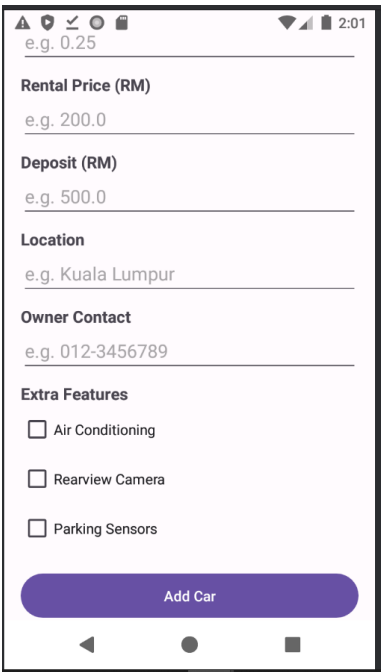 2:01
e.g. 0.25
Rental Price (RM)
e.g. 200.0
Deposit (RM)
e.g. 500.0
Location
e.g. Kuala Lumpur
Owner Contact
e.g. 012-3456789
Extra Features
Air Conditioning
Rearview Camera
Parking Sensors
Add Car